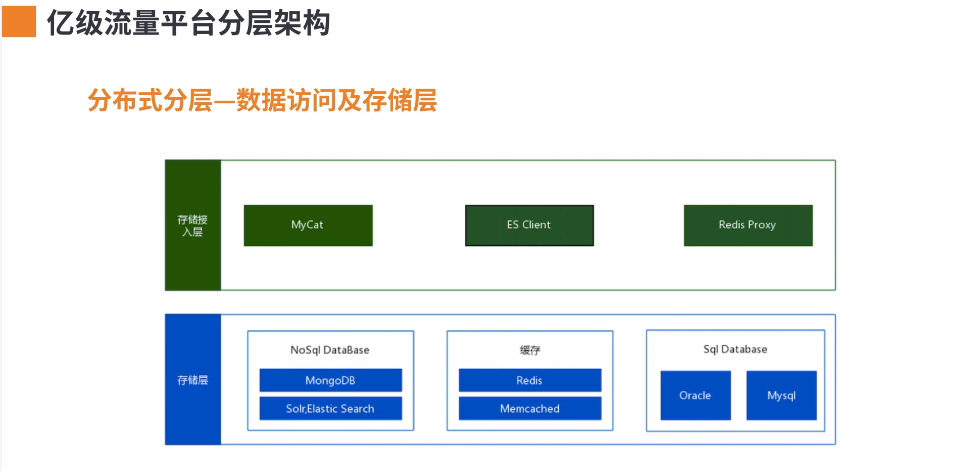 亿级流量平台分层架构
分布式分层—数据访问及存储层
存储接
入层
MyCat
ES Client
Redis Proxy
存储层
NoSql DataBase
MongoDB
Solr,Elastic Search
缓存
Redis
Memcached
Sql Database
Oracle
Mysql